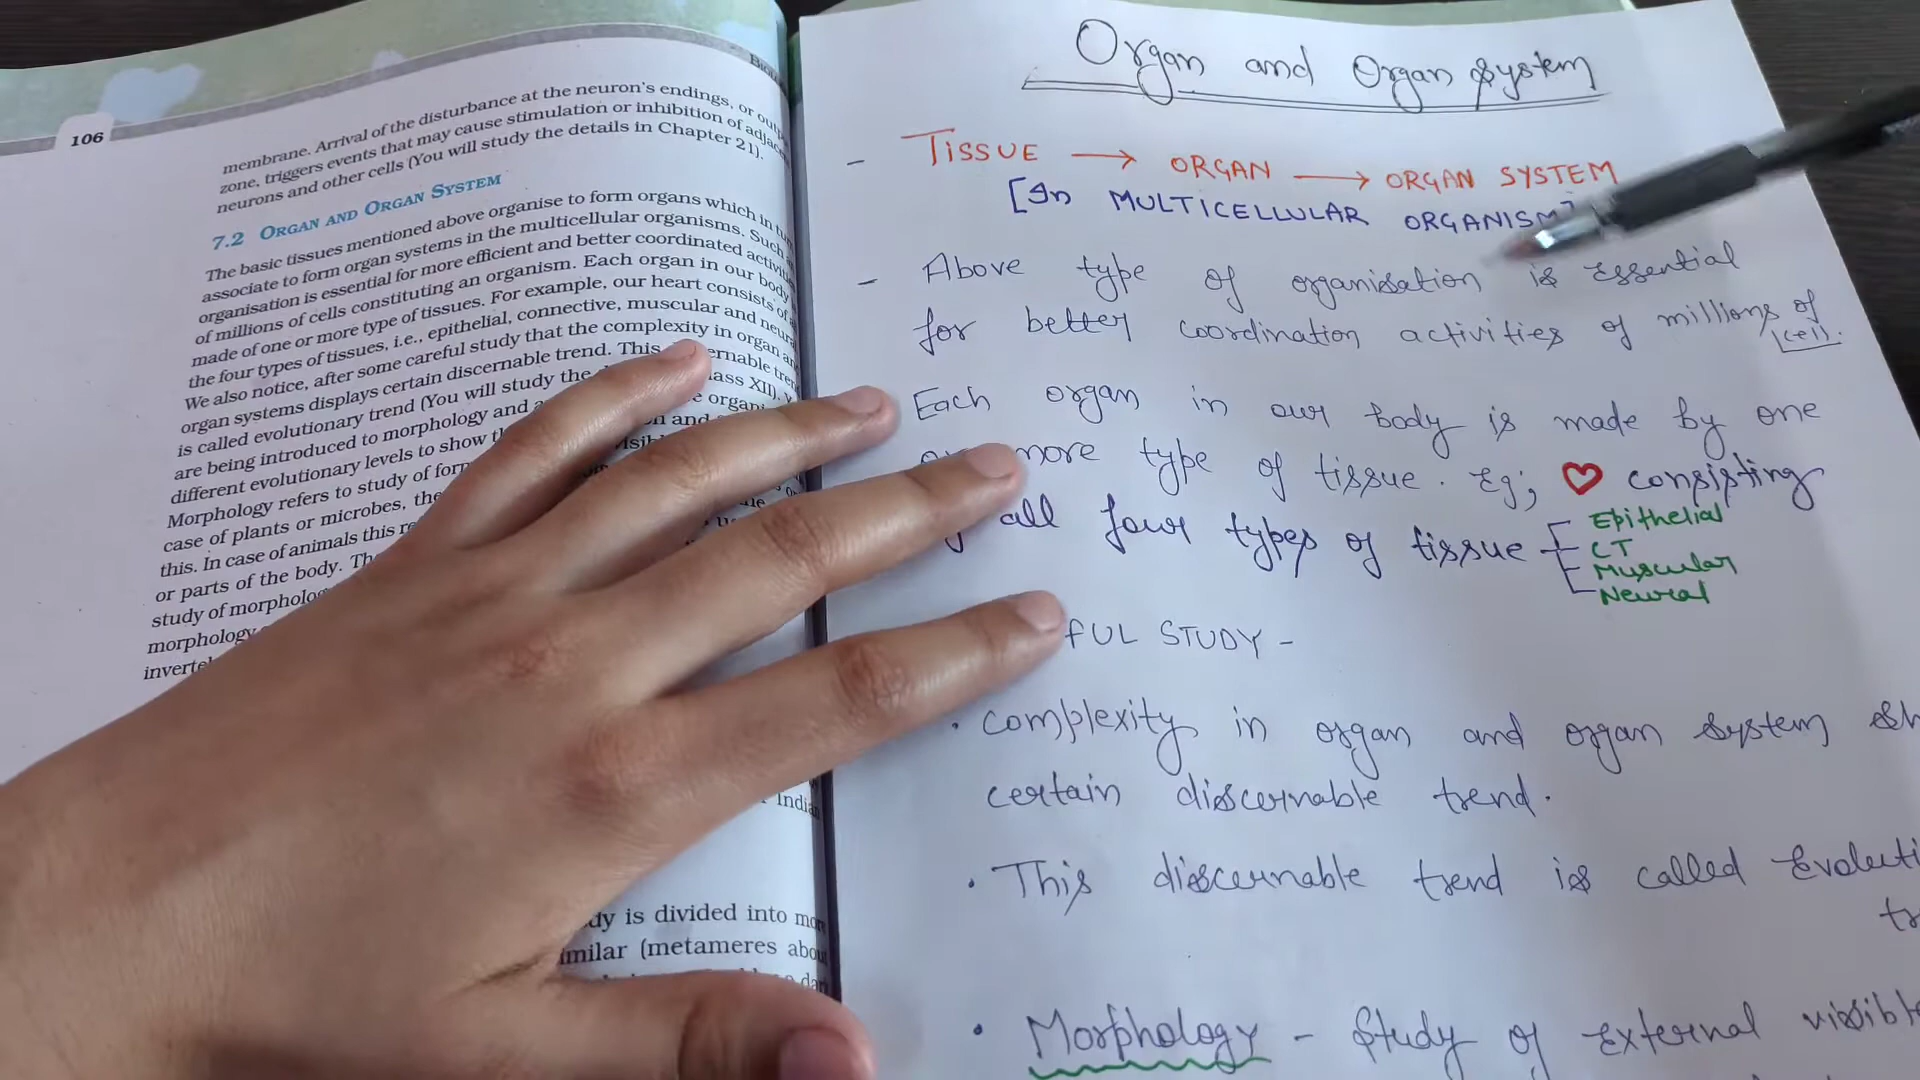 106
membrane. Arrival of the disturbance at the neuron's endings, or
zone, triggers events that may cause stimulation or inhibition of
neurons and other cells (You will study the details in Chapter 21).
7.2 ORGAN AND ORGAN SYSTEM
The basic tissues mentioned above organise to form organs which in
associate to form organ systems in the multicellular organisms. Such
organisation is essential for more efficient and better coordinated
of millions of cells constituting an organism. Each organ in our body
made of one or more type of tissues. For example, our heart consists of
the four types of tissues, i.e., epithelial, connective, muscular and
We also notice, after some careful study that the complexity in organ
organ systems displays certain discernable trend. This
is called evolutionary trend (You will study the ass XII).
are being introduced to morphology and
different evolutionary levels to show
Morphology refers to study of
case of plants or microbes, the
this. In case of animals this
or parts of the body.
study of
morphology
Indian
dy is divided into
milar (metameres
Organ and Organ System
- TISSUE → ORGAN → ORGAN SYSTEM
[In MULTICELLULAR ORGANISM]
- Above type of organisation is Essential
for better coordination activities of millions of
cell.
Each organ in our body is made by one
more type of tissue. Eg; ♡ consisting
all four types of tissue
Epithelial
CT
Muscular
Neural
FUL STUDY -
. Complexity in organ and organ system
certain discernable trend.
. This discernable trend is called
. Morphology - Study of External